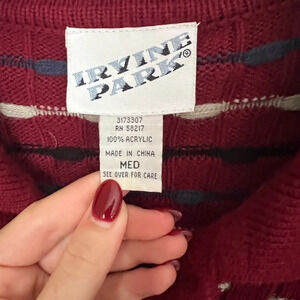 IRVINE
PARK®
3173307
RN 58217
100% ACRYLIC
MADE IN CHINA
MED
SEE OVER FOR CARE